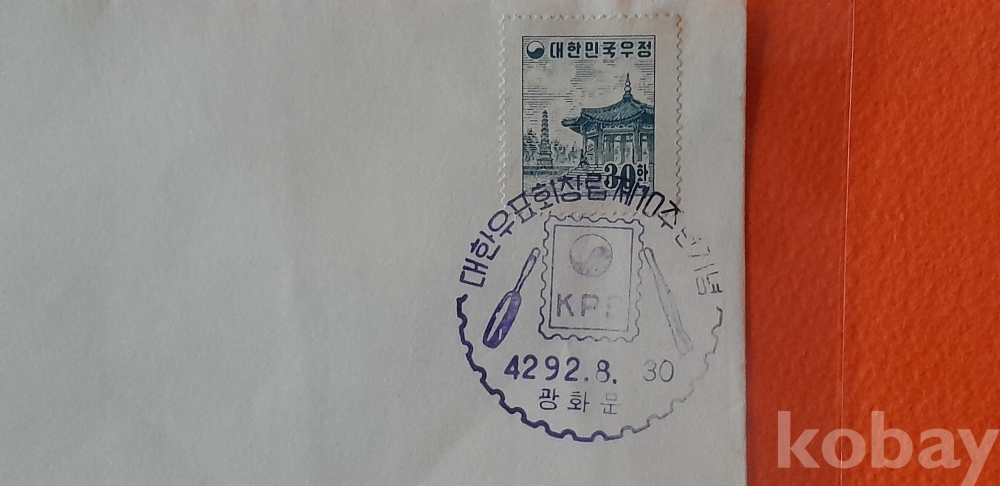 대한민국우정
30환
대한우표회창립제10주년기념
KPS
4292.8. 30
광화문
kobay